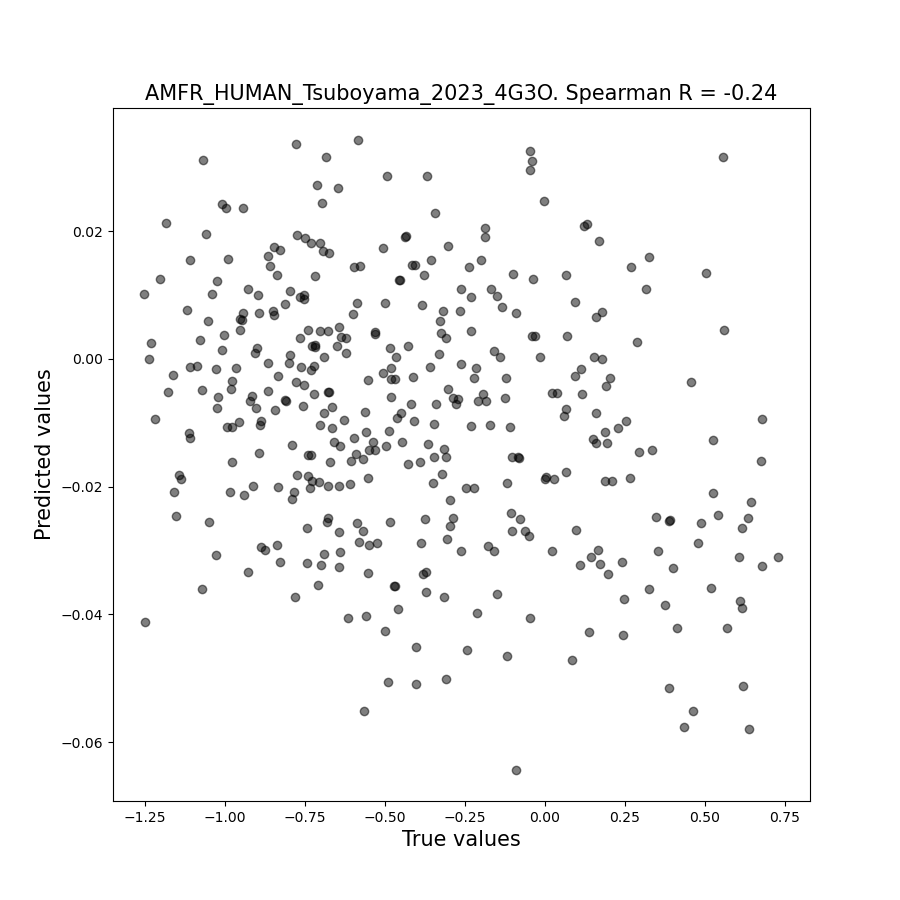 AMFR_HUMAN_Tsuboyama_2023_4G3O. Spearman R = -0.24
Predicted values
0.02
0.00
−0.02
−0.04
−0.06
−1.25 −1.00 −0.75 −0.50 −0.25 0.00 0.25 0.50 0.75
True values